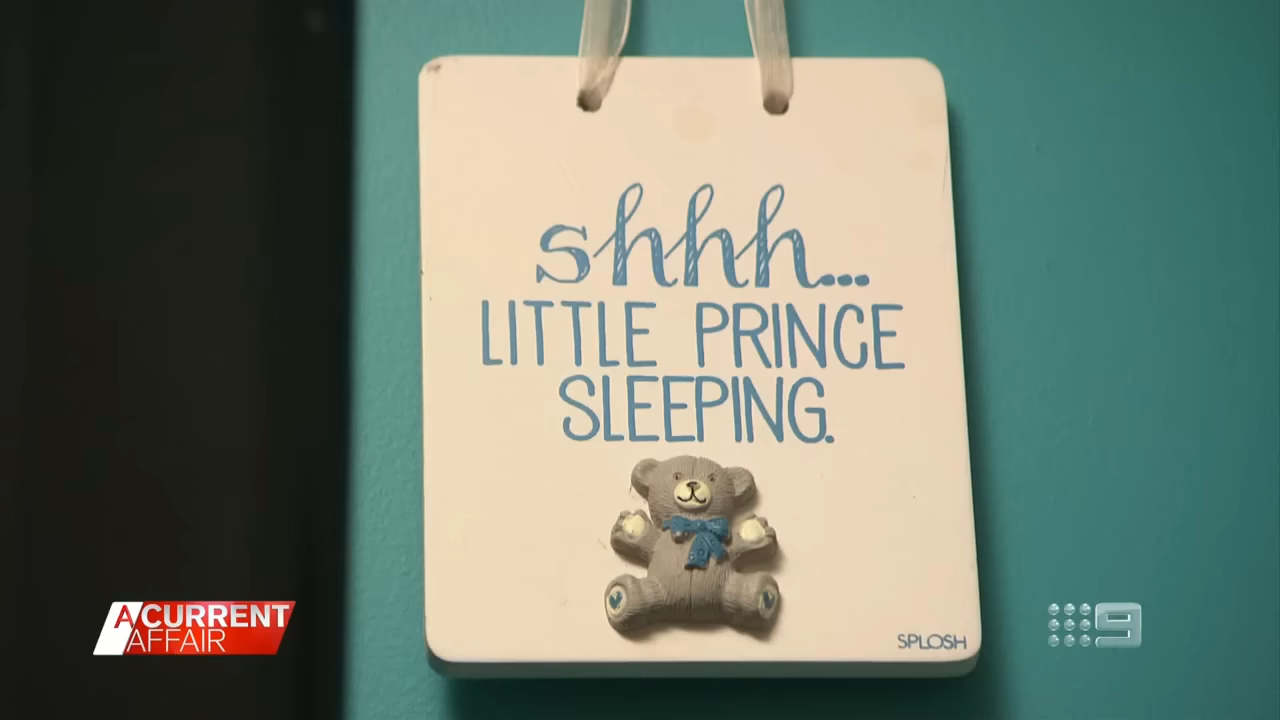 shhh...
LITTLE PRINCE
SLEEPING.
SPLOSH
A CURRENT
AFFAIR
9